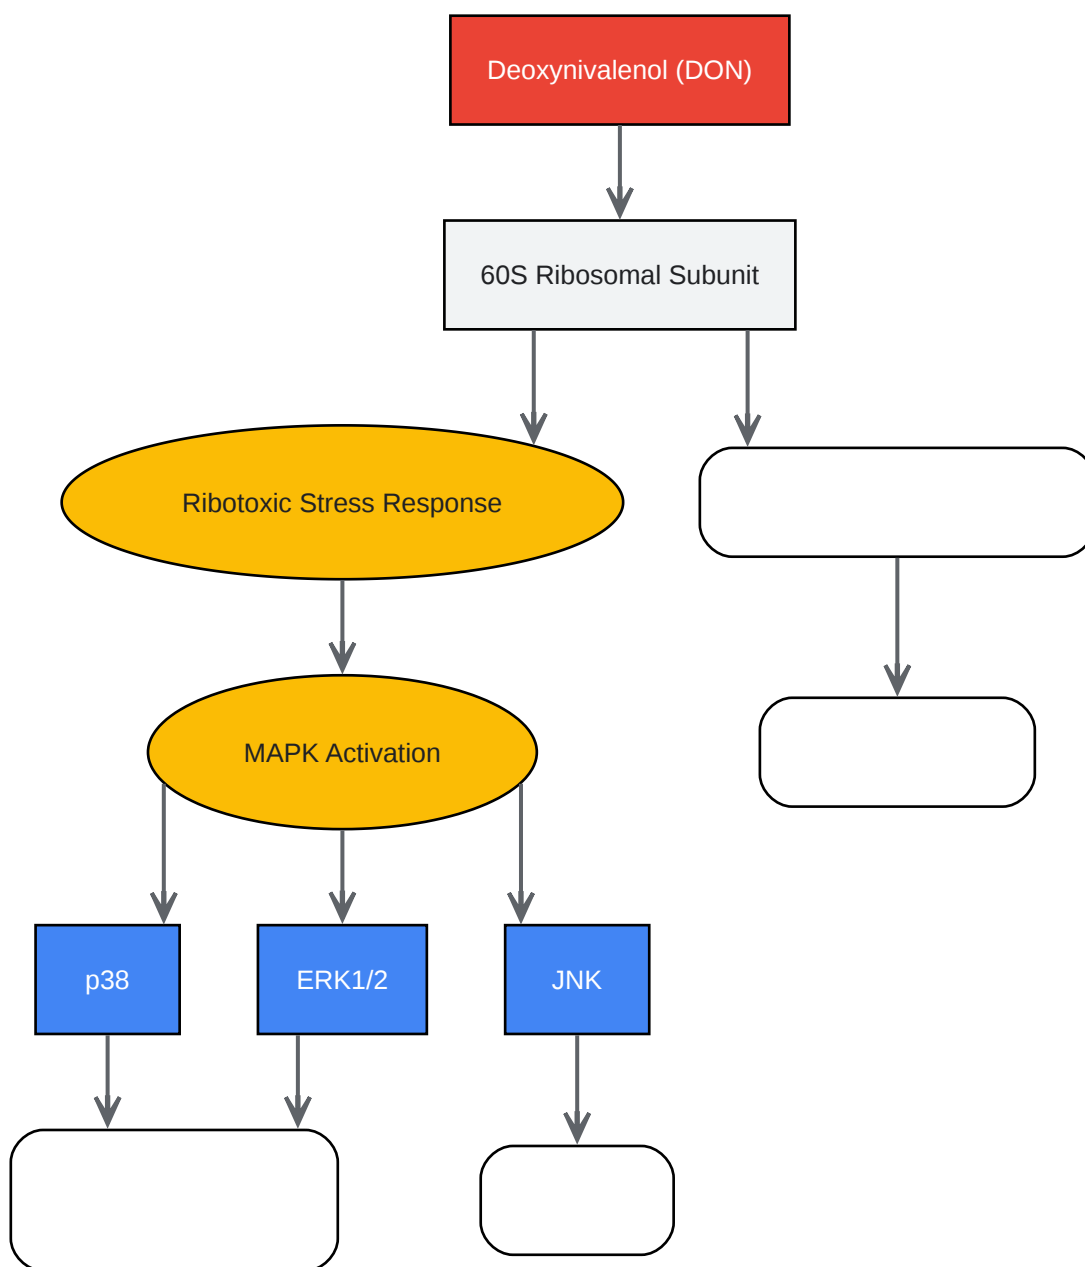 Deoxynivalenol (DON)
60S Ribosomal Subunit
Ribotoxic Stress Response
MAPK Activation
p38
ERK1/2
JNK